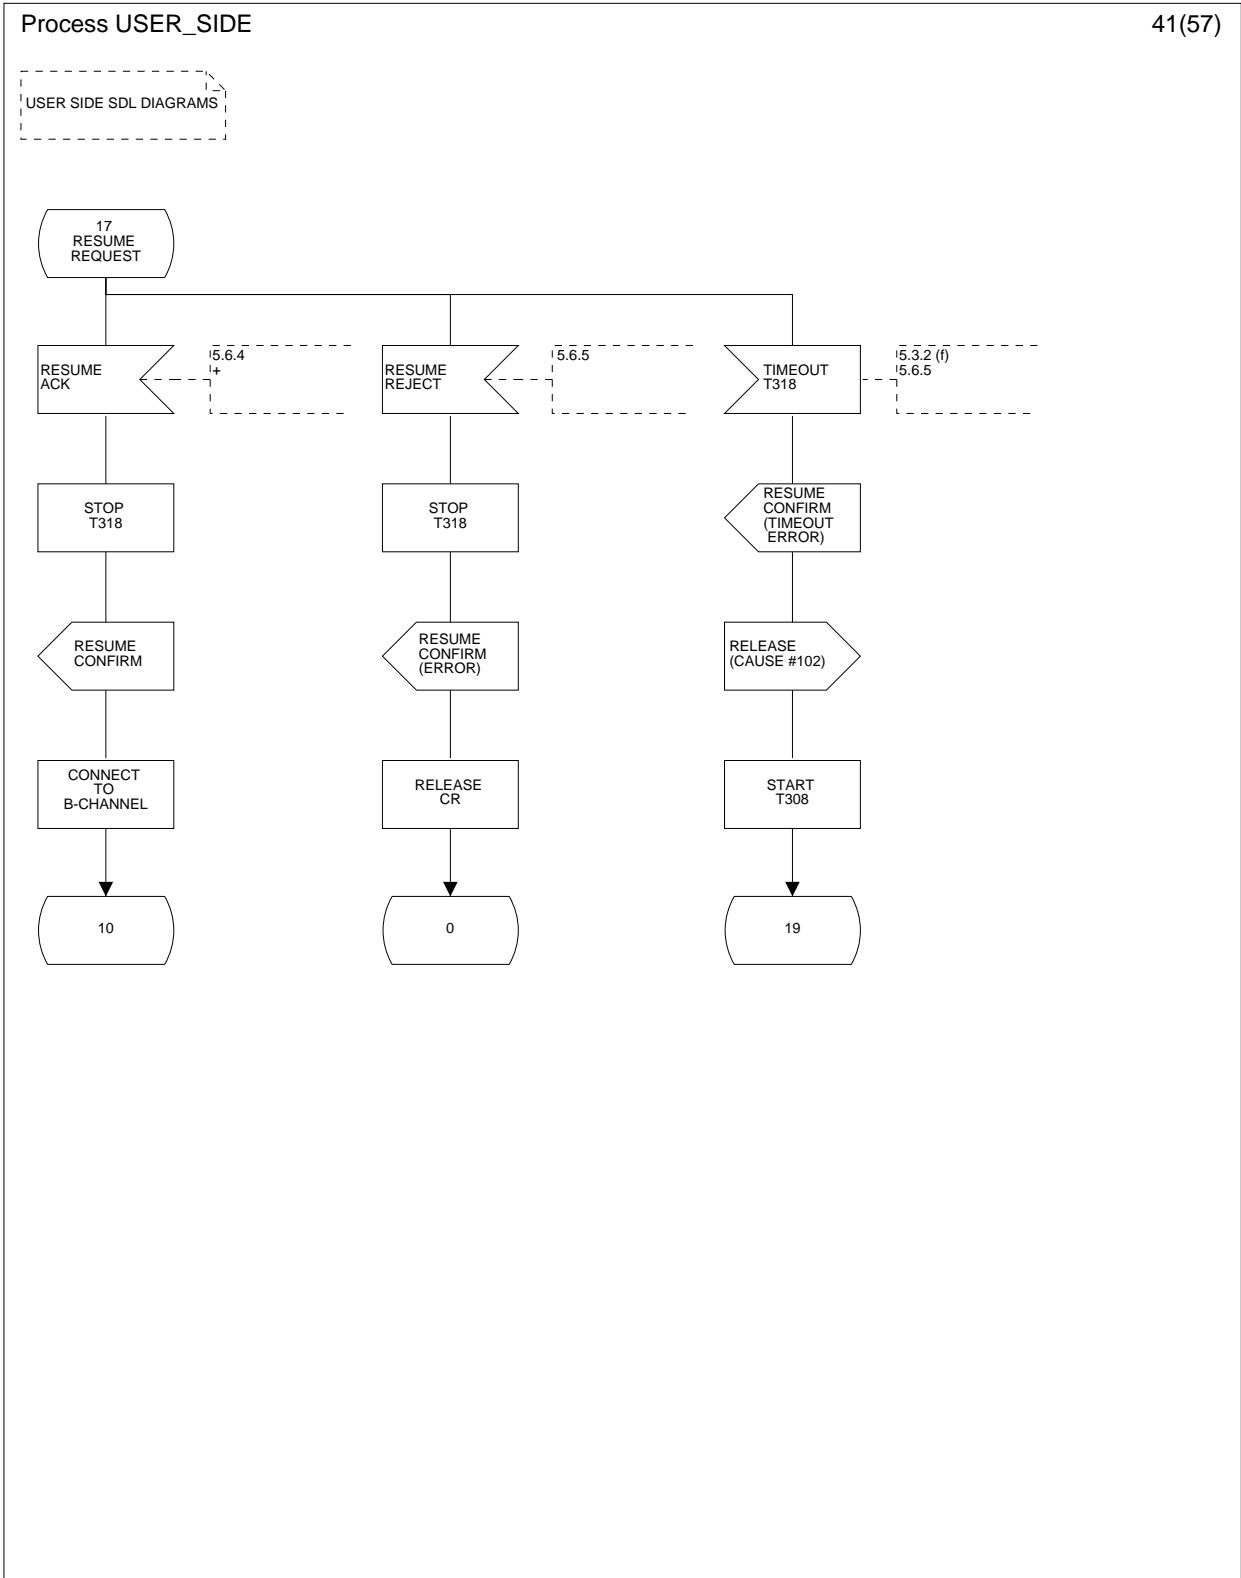 Process USER_SIDE
41(57)
USER SIDE SDL DIAGRAMS
17
RESUME
REQUEST
RESUME
ACK
5.6.4
+
RESUME
REJECT
5.6.5
TIMEOUT
T318
5.3.2 (f)
5.6.5
STOP
T318
STOP
T318
RESUME
CONFIRM
(TIMEOUT
ERROR)
RESUME
CONFIRM
RESUME
CONFIRM
(ERROR)
RELEASE
(CAUSE #102)
CONNECT
TO
B-CHANNEL
RELEASE
CR
START
T308
10
0
19